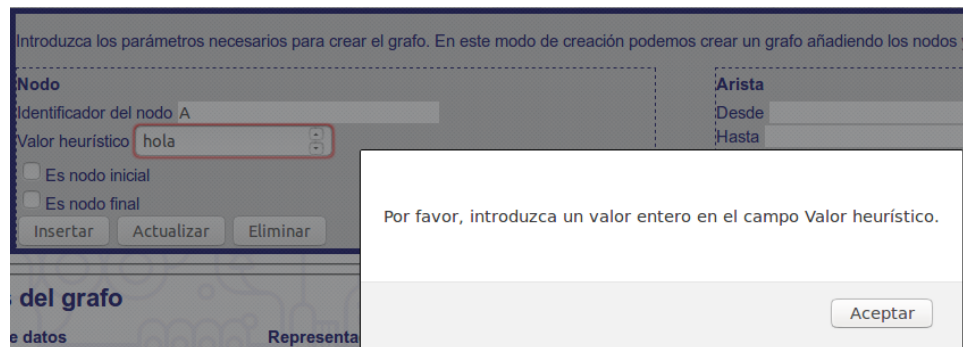 Introduzca los parámetros necesarios para crear el grafo. En este modo de creación podemos crear un grafo añadiendo los nodos y
Nodo
Identificador del nodo A
Valor heurístico hola
Es nodo inicial
Es nodo final
Insertar Actualizar Eliminar
Arista
Desde
Hasta
Por favor, introduzca un valor entero en el campo Valor heurístico.
Aceptar
del grafo
e datos
Representa